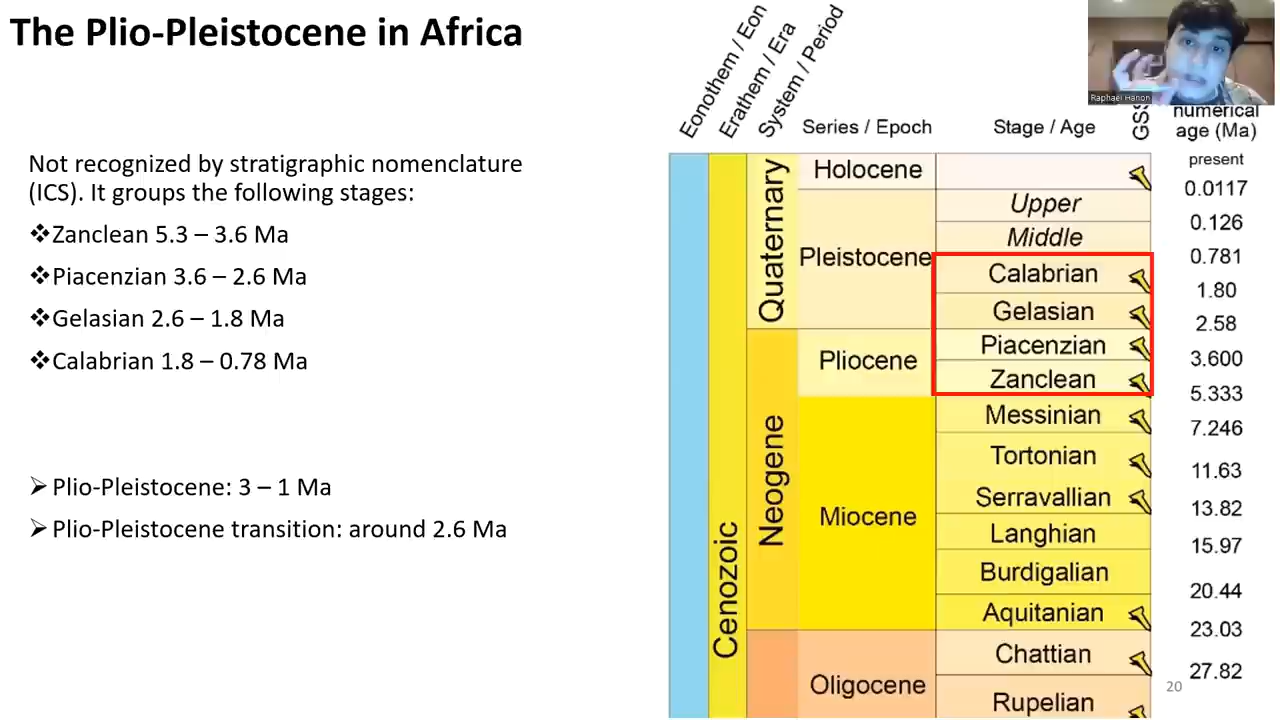 The Plio-Pleistocene in Africa
Not recognized by stratigraphic nomenclature
(ICS). It groups the following stages:
❖Zanclean 5.3 – 3.6 Ma
❖Piacenzian 3.6 – 2.6 Ma
❖Gelasian 2.6 – 1.8 Ma
❖Calabrian 1.8 – 0.78 Ma
➢ Plio-Pleistocene: 3 – 1 Ma
➢ Plio-Pleistocene transition: around 2.6 Ma
Eonothem / Eon
Erathem / Era
System / Period
Series / Epoch
Stage / Age
GSS
numerical
age (Ma)
Raphael Hanon
Cenozoic
Quaternary
Neogene
Holocene
Pleistocene
Pliocene
Miocene
Oligocene
Upper
Middle
Calabrian
Gelasian
Piacenzian
Zanclean
Messinian
Tortonian
Serravallian
Langhian
Burdigalian
Aquitanian
Chattian
Rupelian
present
0.0117
0.126
0.781
1.80
2.58
3.600
5.333
7.246
11.63
13.82
15.97
20.44
23.03
27.82
20